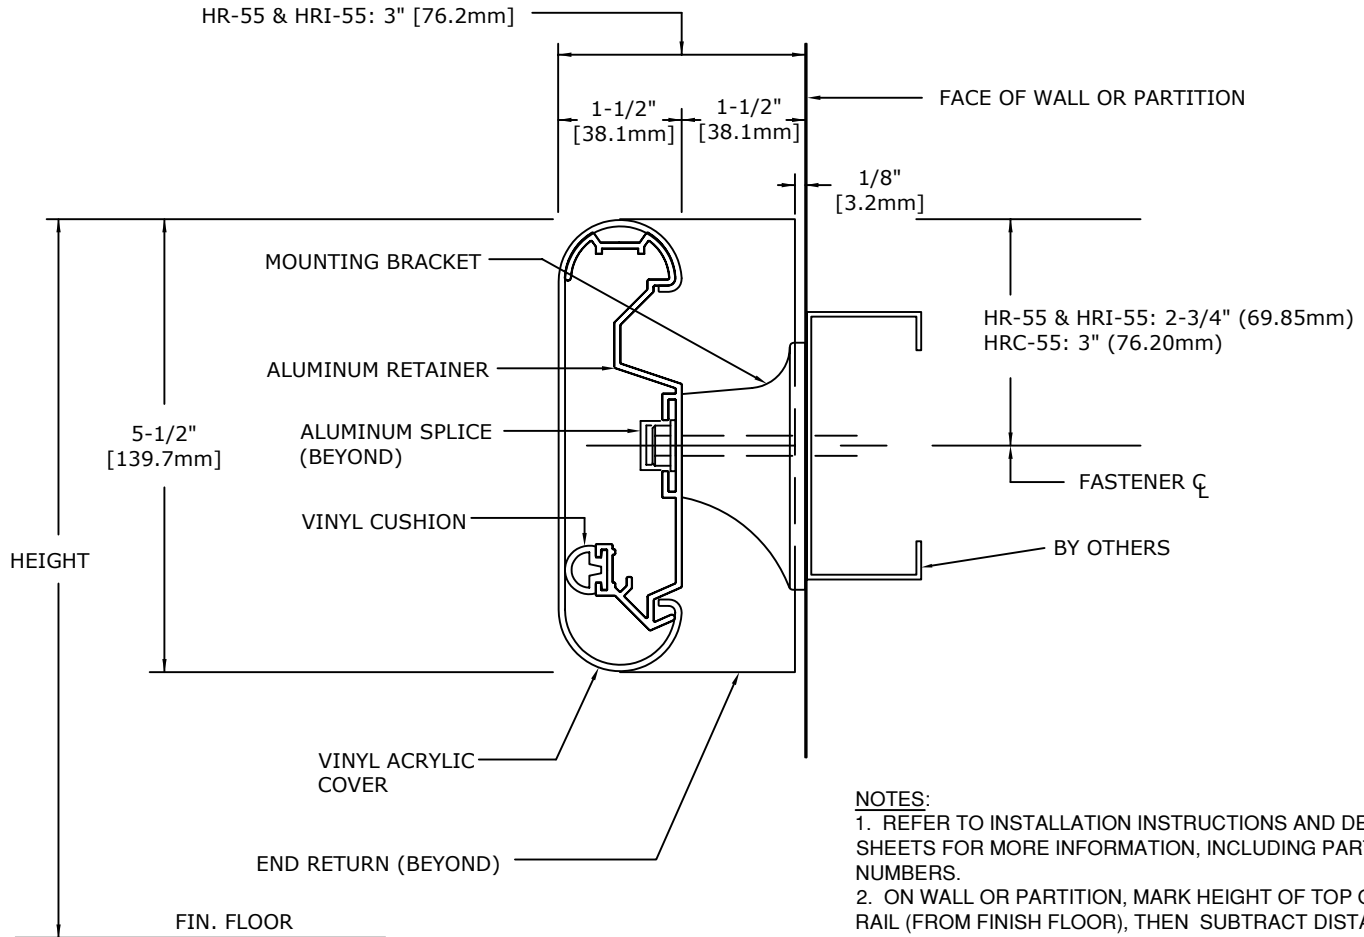 HR-55 & HRI-55: 3" [76.2mm]
FACE OF WALL OR PARTITION
1-1/2"
[38.1mm]
1-1/2"
[38.1mm]
1/8"
[3.2mm]
MOUNTING BRACKET
HR-55 & HRI-55: 2-3/4" (69.85mm)
HRC-55: 3" (76.20mm)
ALUMINUM RETAINER
5-1/2"
[139.7mm]
ALUMINUM SPLICE
(BEYOND)
FASTENER ℄
VINYL CUSHION
BY OTHERS
HEIGHT
VINYL ACRYLIC
COVER
END RETURN (BEYOND)
FIN. FLOOR
NOTES:
1. REFER TO INSTALLATION INSTRUCTIONS AND
SHEETS FOR MORE INFORMATION, INCLUDING
NUMBERS.
2. ON WALL OR PARTITION, MARK HEIGHT OF TOP
RAIL (FROM FINISH FLOOR), THEN SUBTRACT